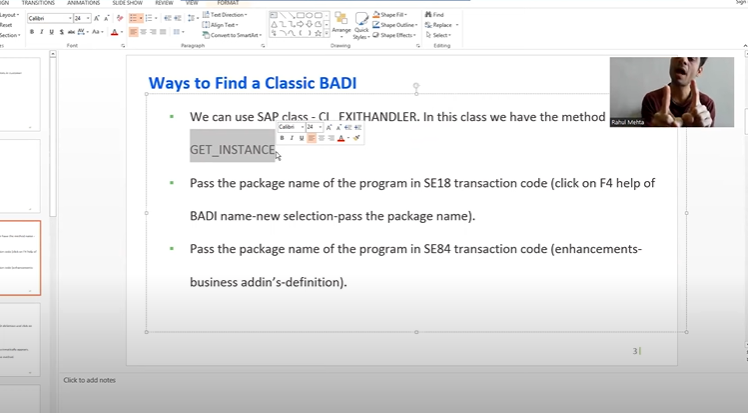 IGN TRANSITIONS ANIMATIONS SLIDE SHOW REVIEW VIEW FORMAT
Sign
Layout
Reset
Section
Calibri 24
Font
Paragraph
Text Direction
Align Text
Convert to SmartArt
Drawing
Arrange Quick Styles
Shape Fill
Shape Outline
Shape Effects
Find
Replace
Select
Editing
Ways to Find a Classic BADI
We can use SAP class - CL_EXITHANDLER. In this class we have the method
Calibri 24
GET_INSTANCE
Pass the package name of the program in SE18 transaction code (click on F4 help of
BADI name-new selection-pass the package name).
Pass the package name of the program in SE84 transaction code (enhancements-
business addin's-definition).
3
Rahul Mehta
Click to add notes